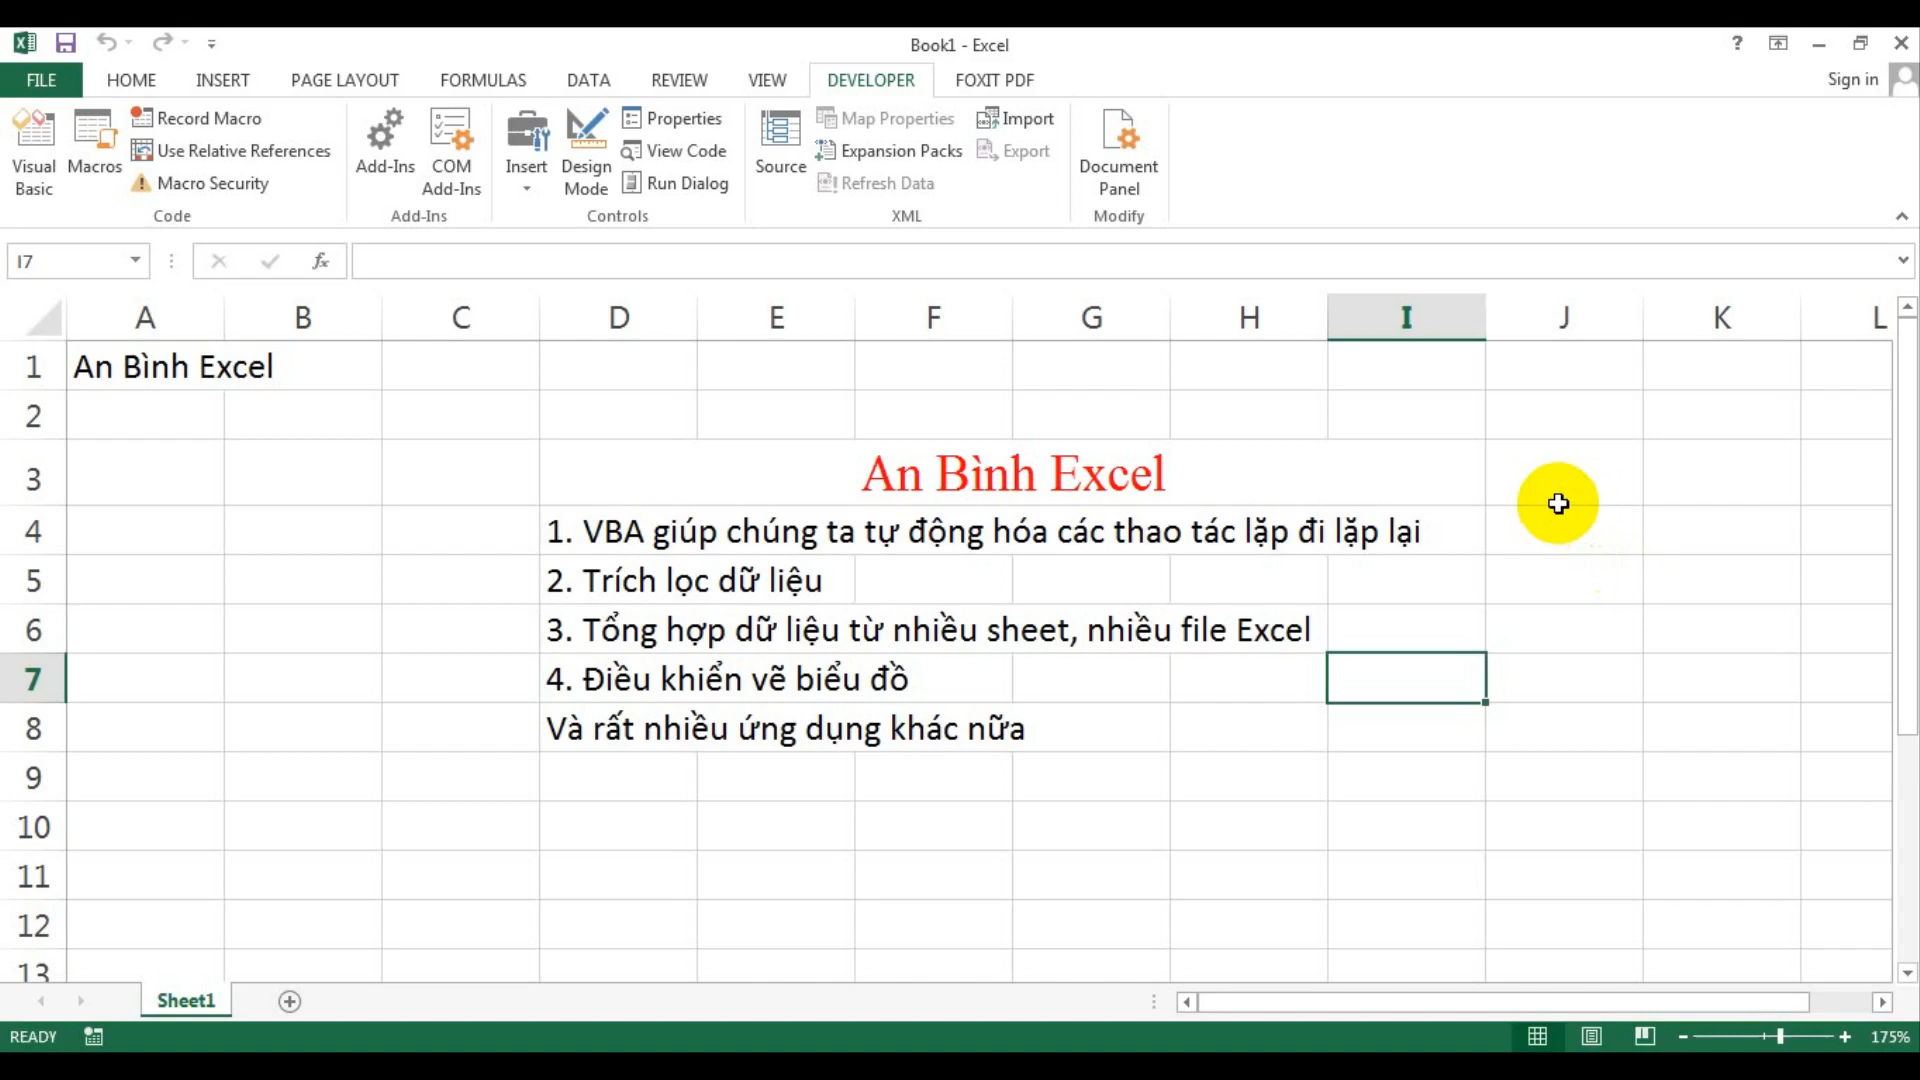 Book1 - Excel
FILE HOME INSERT PAGE LAYOUT FORMULAS DATA REVIEW VIEW DEVELOPER FOXIT PDF Sign in
Visual Basic
Macros
Record Macro
Use Relative References
Macro Security
Code
Add-Ins
COM Add-Ins
Add-Ins
Insert
Design Mode
Properties
View Code
Run Dialog
Controls
Source
Map Properties
Expansion Packs
Refresh Data
Import
Export
XML
Document Panel
Modify
I7 fx
A B C D E F G H I J K L
1 An Bình Excel
2
3 An Bình Excel
4 1. VBA giúp chúng ta tự động hóa các thao tác lặp đi lặp lại
5 2. Trích lọc dữ liệu
6 3. Tổng hợp dữ liệu từ nhiều sheet, nhiều file Excel
7 4. Điều khiển vẽ biểu đồ
8 Và rất nhiều ứng dụng khác nữa
9
10
11
12
13
Sheet1
READY 175%